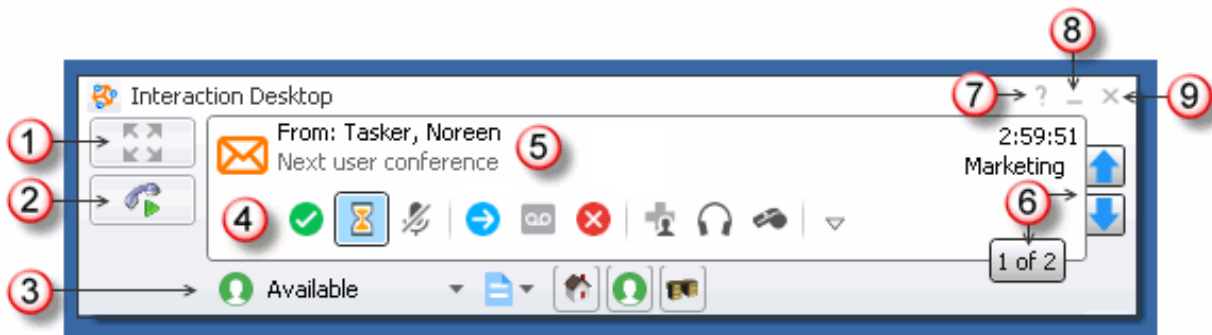 8
Interaction Desktop
7 ? 9
1
From: Tasker, Noreen
Next user conference
5
2:59:51
Marketing
2
4
6
1 of 2
3
Available